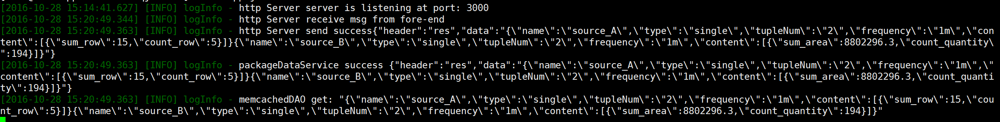 [2016-10-28 15:14:41.627] [INFO] logInfo - http Server server is listening at port: 3000
[2016-10-28 15:20:49.344] [INFO] logInfo - http Server receive msg from fore-end
[2016-10-28 15:20:49.363] [INFO] logInfo - http Server send success{"header":"res","data":"{\"name\":\"source_A\",\"type\":\"single\",\"tupleNum\":\"2\",\"frequency\":\"1m\",\"con
tent\":[{\"sum_row\":15,\"count_row\":5}]}{\"name\":\"source_B\",\"type\":\"single\",\"tupleNum\":\"2\",\"frequency\":\"1m\",\"content\":[{\"sum_area\":8802296.3,\"count_quantity\
":194}]}"}
[2016-10-28 15:20:49.363] [INFO] logInfo - packageDataService success {"header":"res","data":"{\"name\":\"source_A\",\"type\":\"single\",\"tupleNum\":\"2\",\"frequency\":\"1m\",\"
content\":[{\"sum_row\":15,\"count_row\":5}]}{\"name\":\"source_B\",\"type\":\"single\",\"tupleNum\":\"2\",\"frequency\":\"1m\",\"content\":[{\"sum_area\":8802296.3,\"count_quanti
ty\":194}]}"}
[2016-10-28 15:20:49.363] [INFO] logInfo - memcachedDAO get: "{\"name\":\"source_A\",\"type\":\"single\",\"tupleNum\":\"2\",\"frequency\":\"1m\",\"content\":[{\"sum_row\":15,\"cou
nt_row\":5}]}{\"name\":\"source_B\",\"type\":\"single\",\"tupleNum\":\"2\",\"frequency\":\"1m\",\"content\":[{\"sum_area\":8802296.3,\"count_quantity\":194}]}"